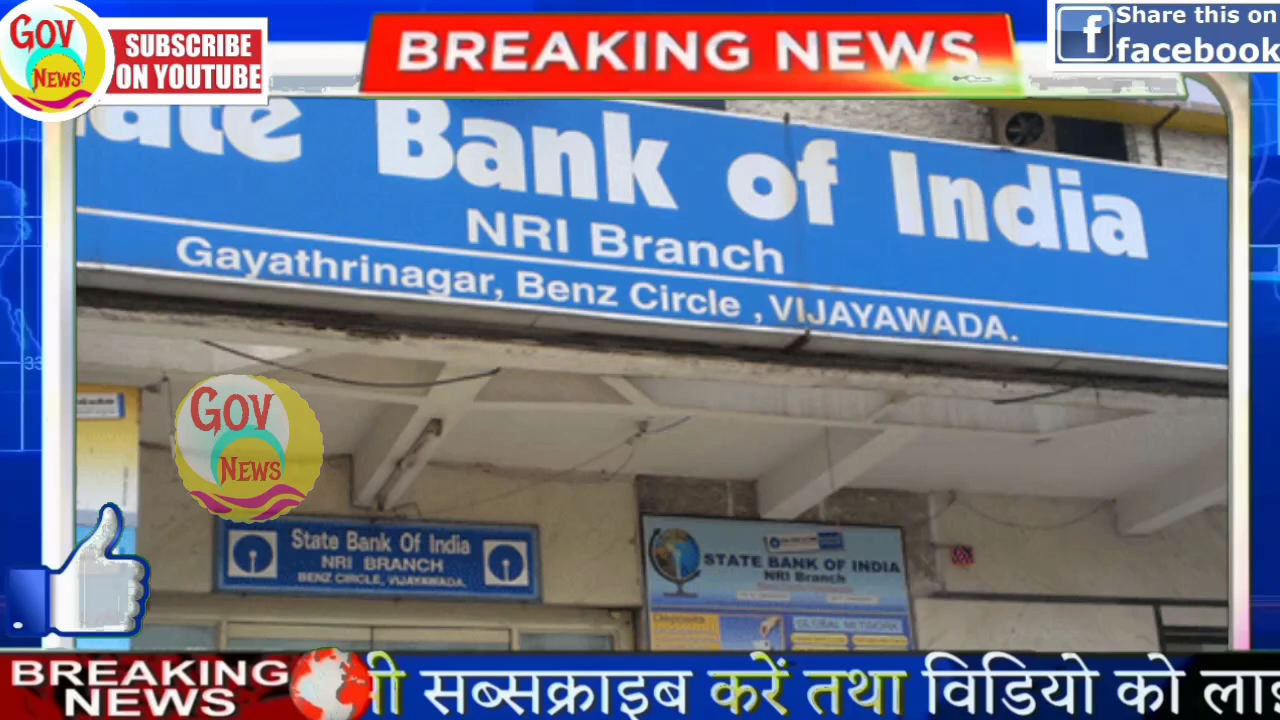 GOV
NEWS
SUBSCRIBE
ON YOUTUBE
BREAKING NEWS
Share this on
facebook
ate Bank of India
NRI Branch
Gayathrinagar, Benz Circle , VIJAYAWADA.
33
GOV
NEWS
State Bank Of India
NRI BRANCH
BENZ CIRCLE, VIJAYAWADA.
STATE BANK OF INDIA
NRI Branch
Deposits
GLOBAL NETWORK
BREAKING
NEWS
सब्सक्राइब करें तथा विडियो को